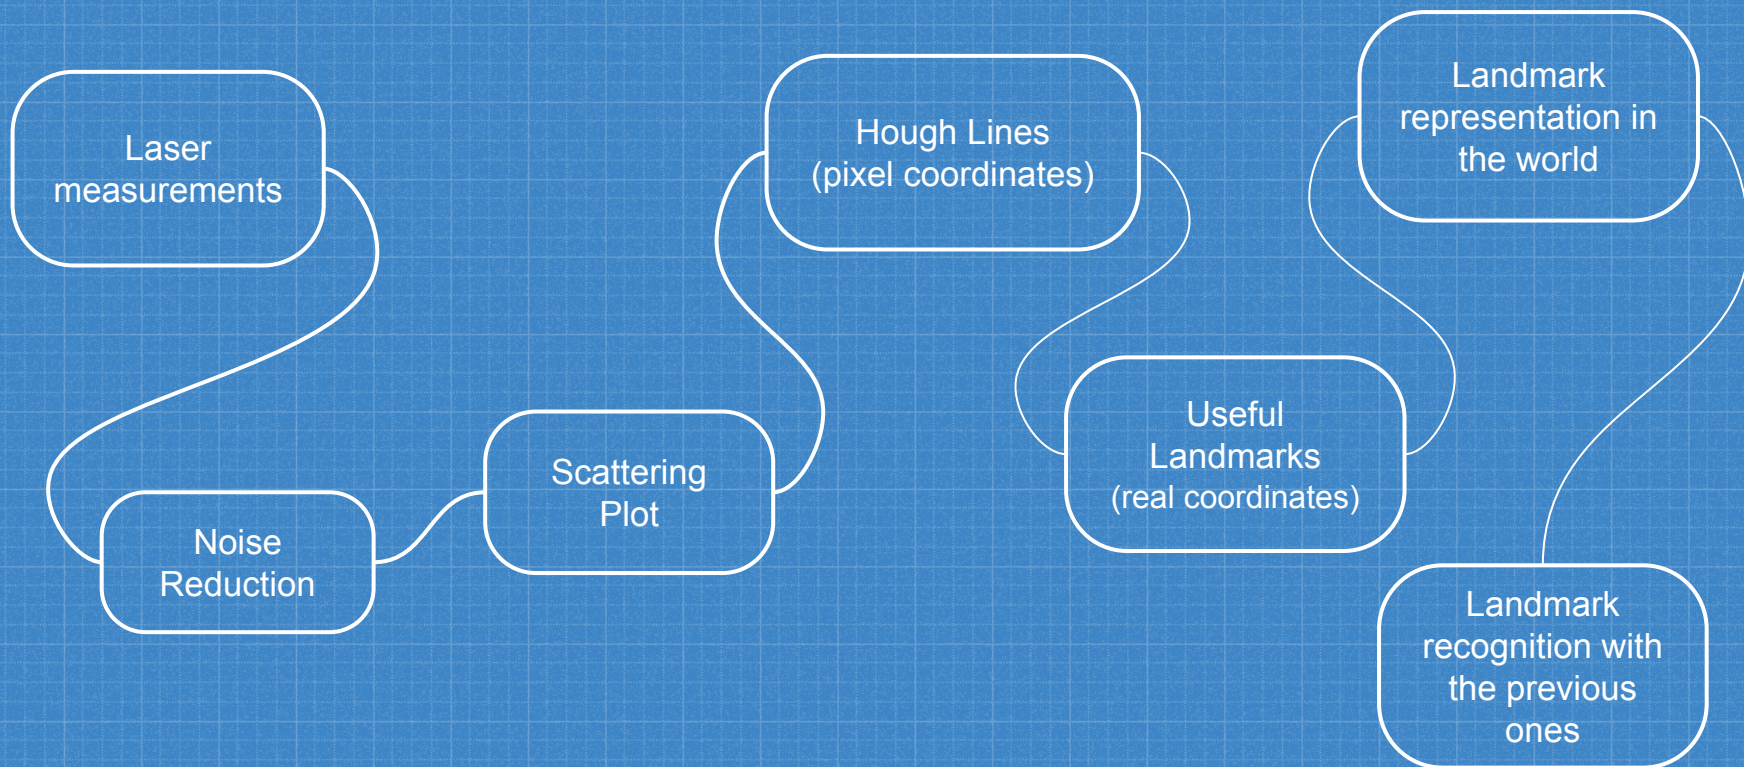 Laser
measurements
Noise
Reduction
Scattering
Plot
Hough Lines
(pixel coordinates)
Useful
Landmarks
(real coordinates)
Landmark
representation in
the world
Landmark
recognition with
the previous
ones